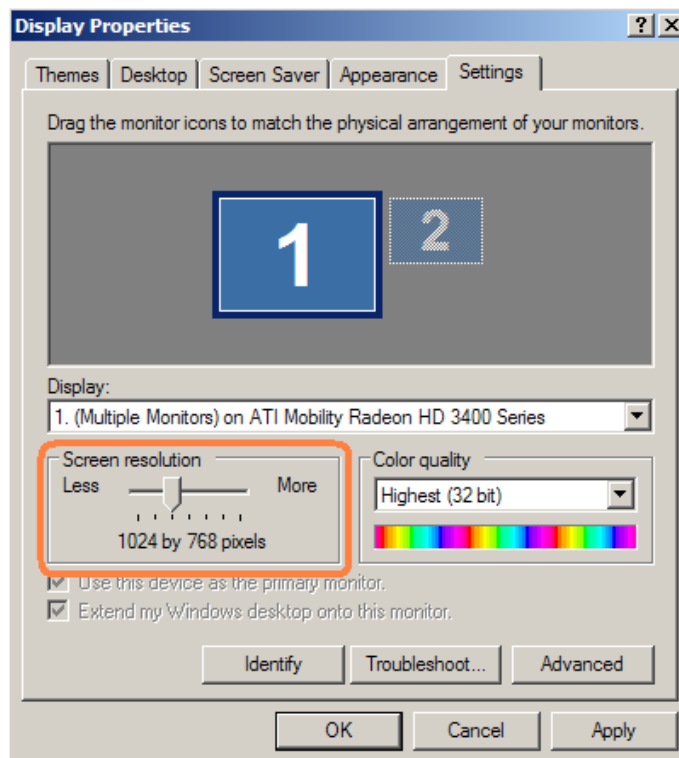 Display Properties
Themes Desktop Screen Saver Appearance Settings
Drag the monitor icons to match the physical arrangement of your monitors.
1 2
Display:
1. (Multiple Monitors) on ATI Mobility Radeon HD 3400 Series
Screen resolution Color quality
Less More Highest (32 bit)
1024 by 768 pixels
Use this device as the primary monitor.
Extend my Windows desktop onto this monitor.
Identify Troubleshoot... Advanced
OK Cancel Apply